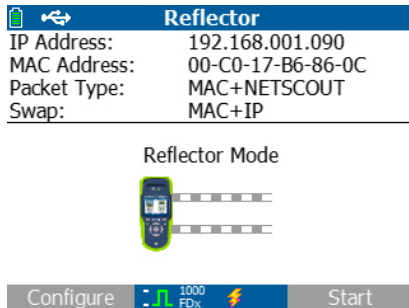 Reflector
IP Address: 192.168.001.090
MAC Address: 00-C0-17-B6-86-0C
Packet Type: MAC+NETSCOUT
Swap: MAC+IP
Reflector Mode
Configure 1000 FDx Start